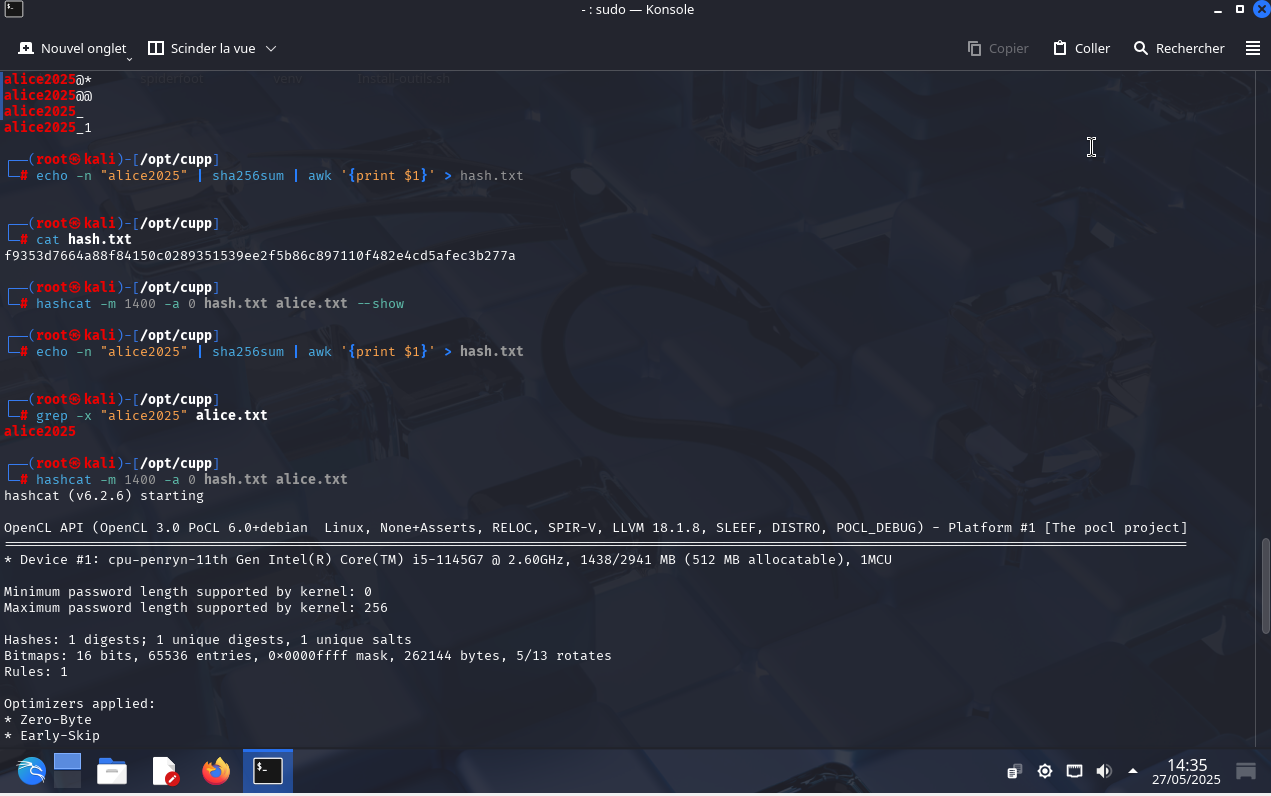 - : sudo — Konsole
Nouvel onglet
Scinder la vue
Copier
Coller
Rechercher
spiderfoot venv Install-outils.sh
alice2025@*
alice2025@@
alice2025_
alice2025_1
┌──(root㉿kali)-[/opt/cupp]
└─# echo -n "alice2025" | sha256sum | awk '{print $1}' > hash.txt
┌──(root㉿kali)-[/opt/cupp]
└─# cat hash.txt
f9353d7664a88f84150c0289351539ee2f5b86c897110f482e4cd5afec3b277a
┌──(root㉿kali)-[/opt/cupp]
└─# hashcat -m 1400 -a 0 hash.txt alice.txt --show
┌──(root㉿kali)-[/opt/cupp]
└─# echo -n "alice2025" | sha256sum | awk '{print $1}' > hash.txt
┌──(root㉿kali)-[/opt/cupp]
└─# grep -x "alice2025" alice.txt
alice2025
┌──(root㉿kali)-[/opt/cupp]
└─# hashcat -m 1400 -a 0 hash.txt alice.txt
hashcat (v6.2.6) starting
OpenCL API (OpenCL 3.0 PoCL 6.0+debian  Linux, None+Asserts, RELOC, SPIR-V, LLVM 18.1.8, SLEEF, DISTRO, POCL_DEBUG) - Platform #1 [The pocl project]
* Device #1: cpu-penryn-11th Gen Intel(R) Core(TM) i5-1145G7 @ 2.60GHz, 1438/2941 MB (512 MB allocatable), 1MCU
Minimum password length supported by kernel: 0
Maximum password length supported by kernel: 256
Hashes: 1 digests; 1 unique digests, 1 unique salts
Bitmaps: 16 bits, 65536 entries, 0x0000ffff mask, 262144 bytes, 5/13 rotates
Rules: 1
Optimizers applied:
* Zero-Byte
* Early-Skip
14:35
27/05/2025